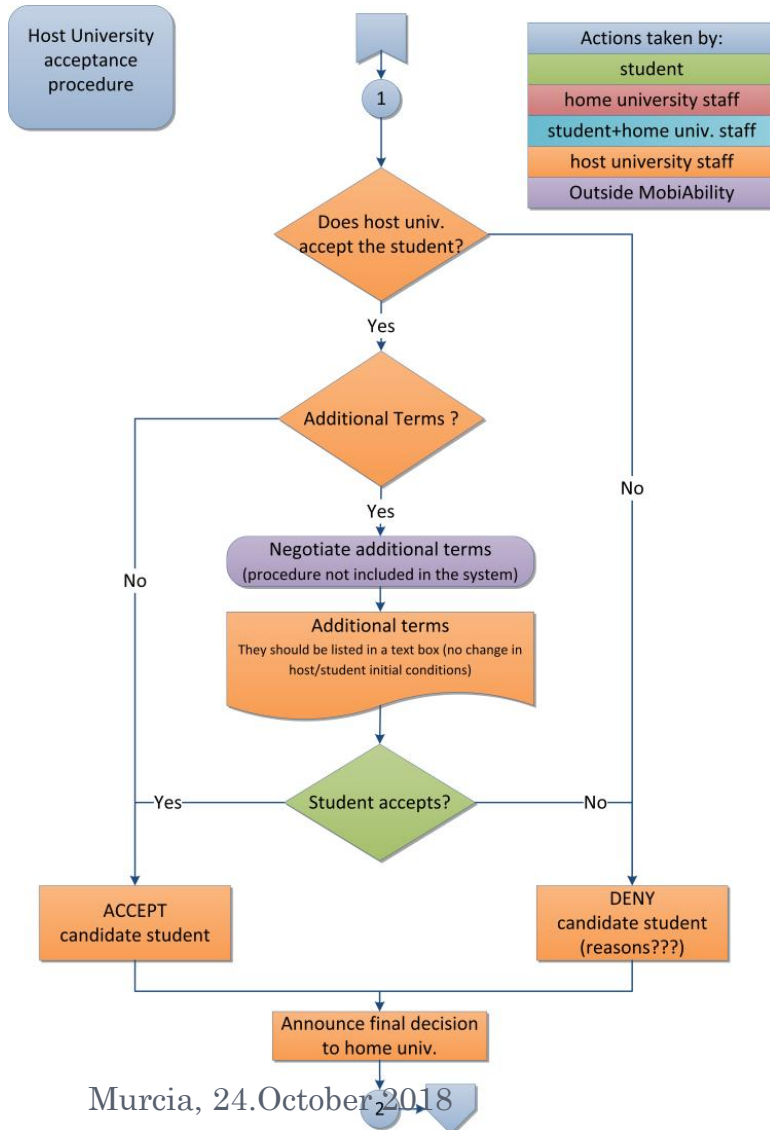 Host University
acceptance
procedure
1
Actions taken by:
student
home university staff
student+home univ. staff
host university staff
Outside MobiAbility
Does host univ.
accept the student?
Yes
Additional Terms ?
No
Yes
Negotiate additional terms
(procedure not included in the system)
No
Additional terms
They should be listed in a text box (no change in
host/student initial conditions)
Yes
Student accepts?
No
ACCEPT
candidate student
DENY
candidate student
(reasons???)
Announce final decision
to home univ.
Murcia, 24.October 2018
2